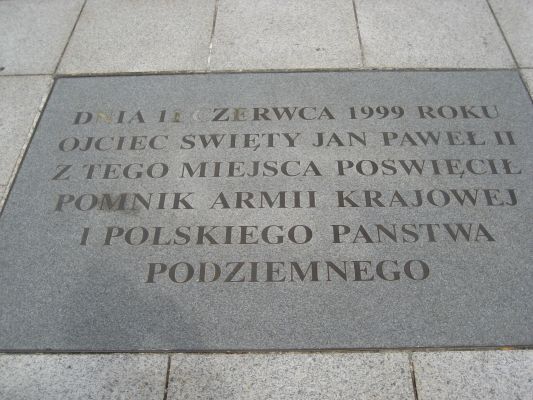 DNIA 11 CZERWCA 1999 ROKU
OJCIEC SWIĘTY JAN PAWEŁ II
Z TEGO MIEJSCA POSWIĘCIŁ
POMNIK ARMII KRAJOWEJ
I POLSKIEGO PANSTWA
PODZIEMNEGO